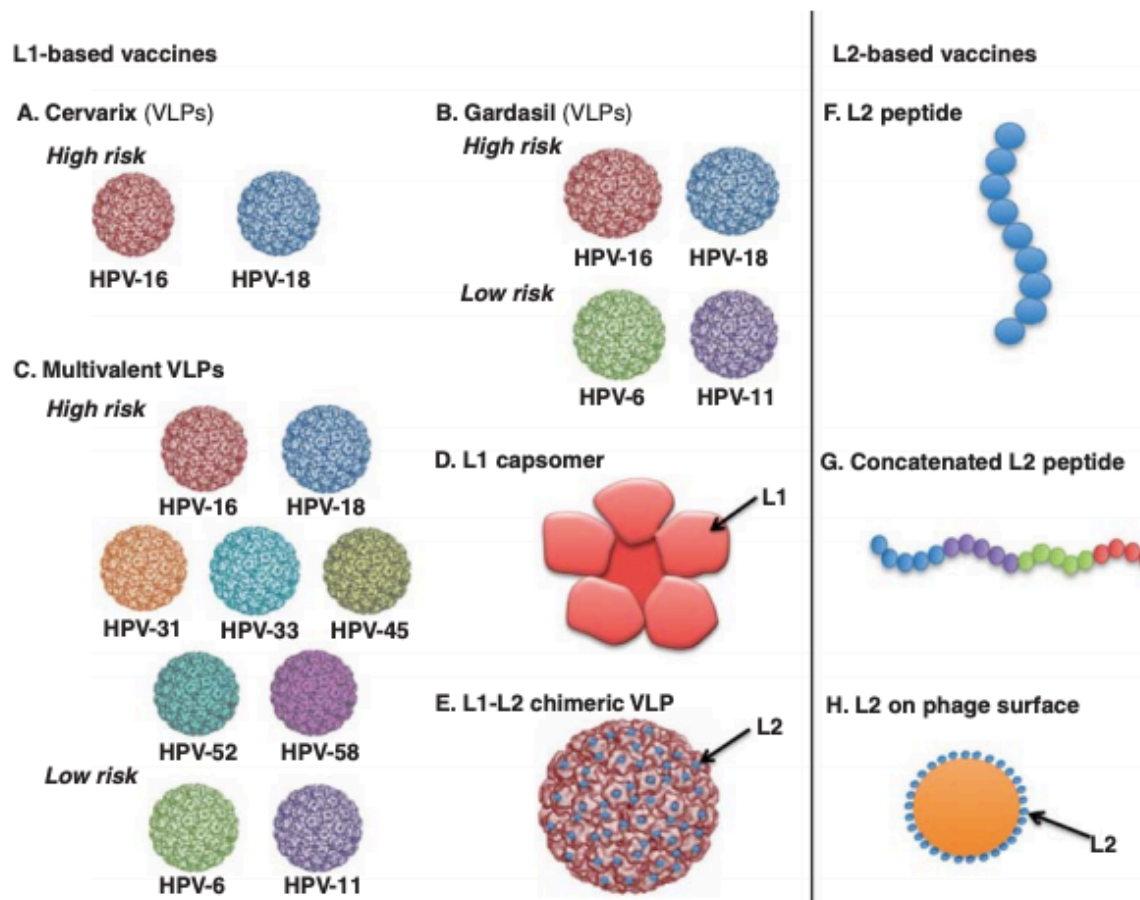 L1-based vaccines
A. Cervarix (VLPs)
High risk
HPV-16 HPV-18
B. Gardasil (VLPs)
High risk
HPV-16 HPV-18
Low risk
HPV-6 HPV-11
C. Multivalent VLPs
High risk
HPV-16 HPV-18
HPV-31 HPV-33 HPV-45
HPV-52 HPV-58
Low risk
HPV-6 HPV-11
D. L1 capsomer
L1
E. L1-L2 chimeric VLP
L2
L2-based vaccines
F. L2 peptide
G. Concatenated L2 peptide
H. L2 on phage surface
L2